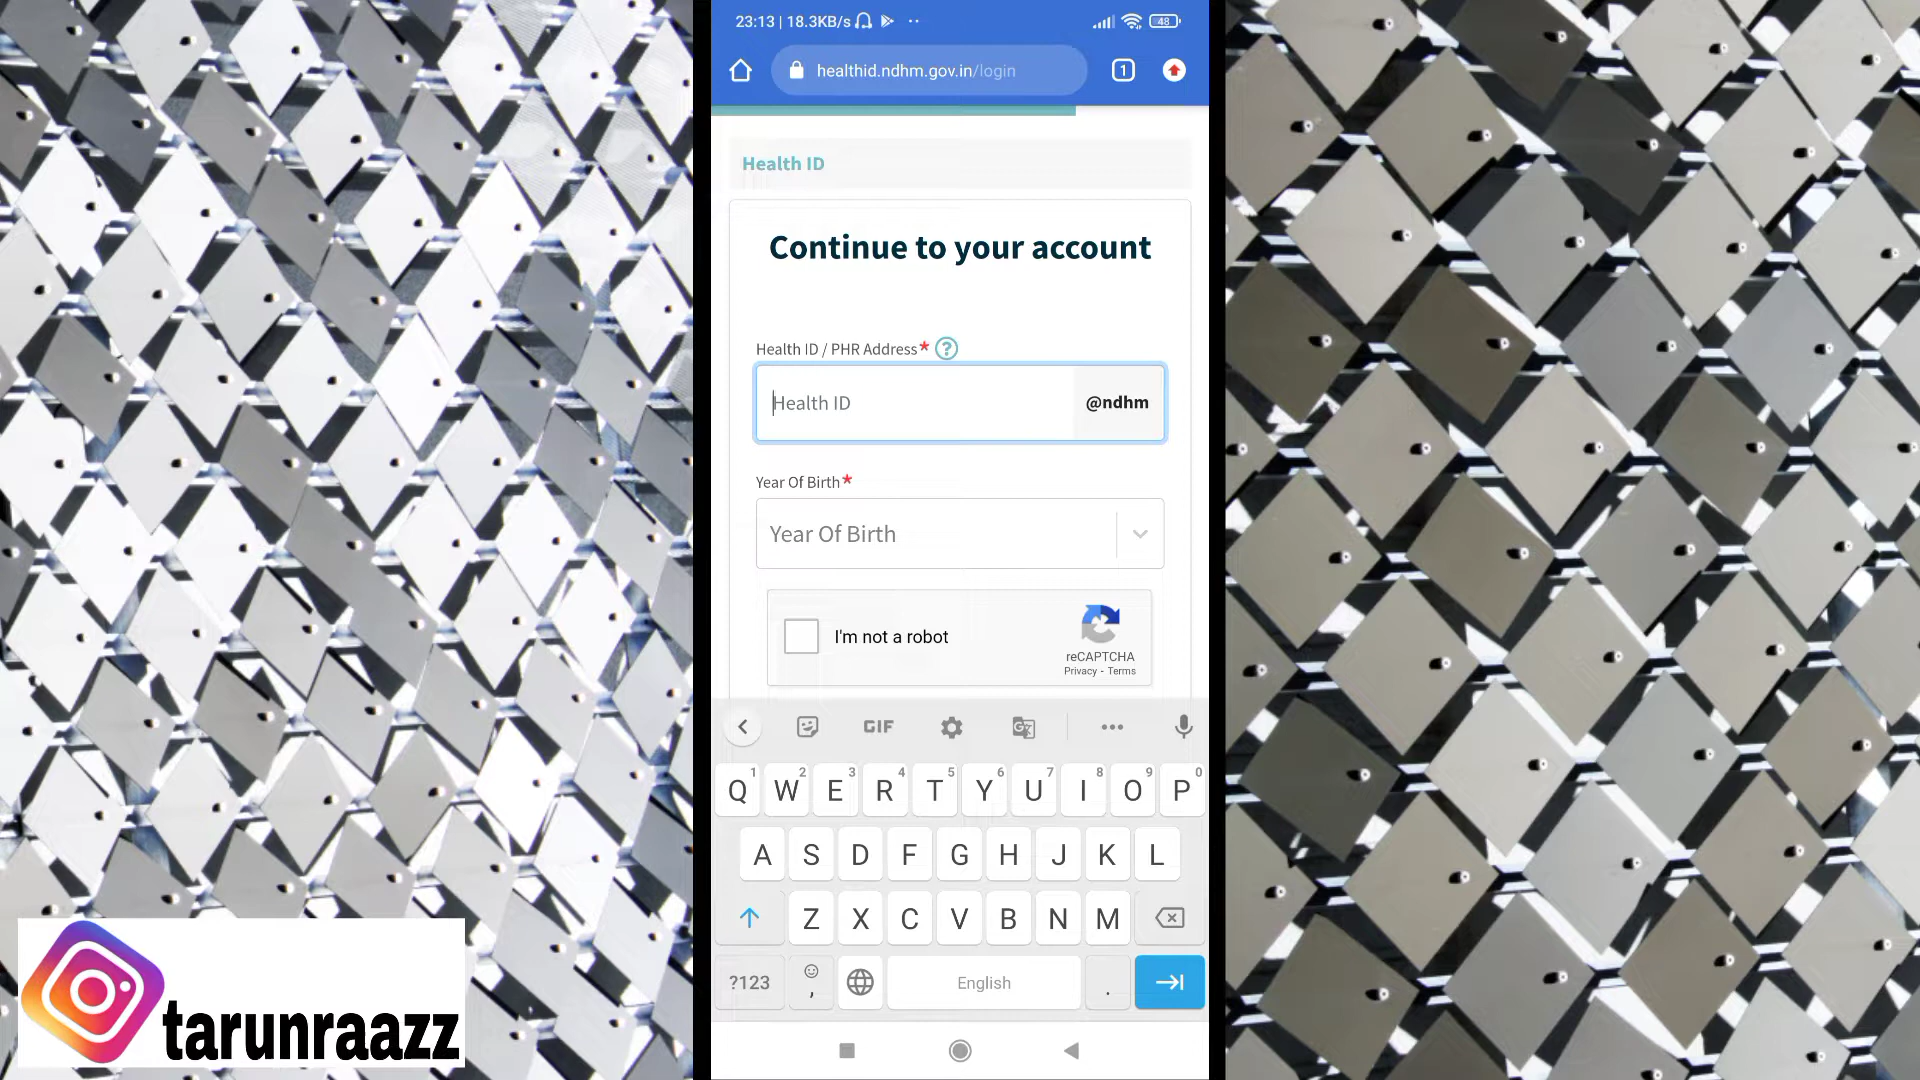 23:13 | 18.3KB/s
48
healthid.ndhm.gov.in/login
1
Health ID
Continue to your account
Health ID / PHR Address*
?
Health ID
@ndhm
Year Of Birth*
Year Of Birth
I'm not a robot
reCAPTCHA
Privacy - Terms
GIF
1 2 3 4 5 6 7 8 9 0
Q W E R T Y U I O P
A S D F G H J K L
Z X C V B N M
?123 , English .
tarunraazz